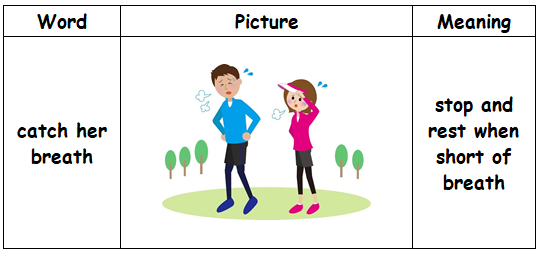 Word
Picture
Meaning
catch her
breath
stop and
rest when
short of
breath